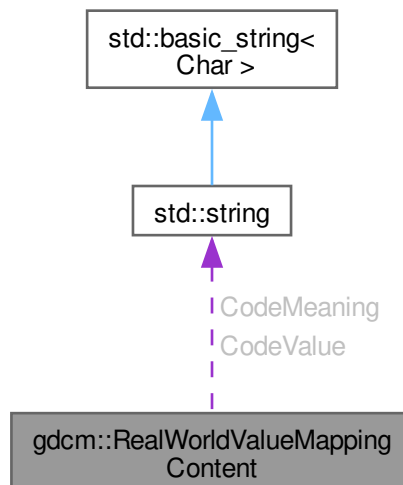 std::basic_string<
Char >
std::string
CodeMeaning
CodeValue
gdcm::RealWorldValueMapping
Content